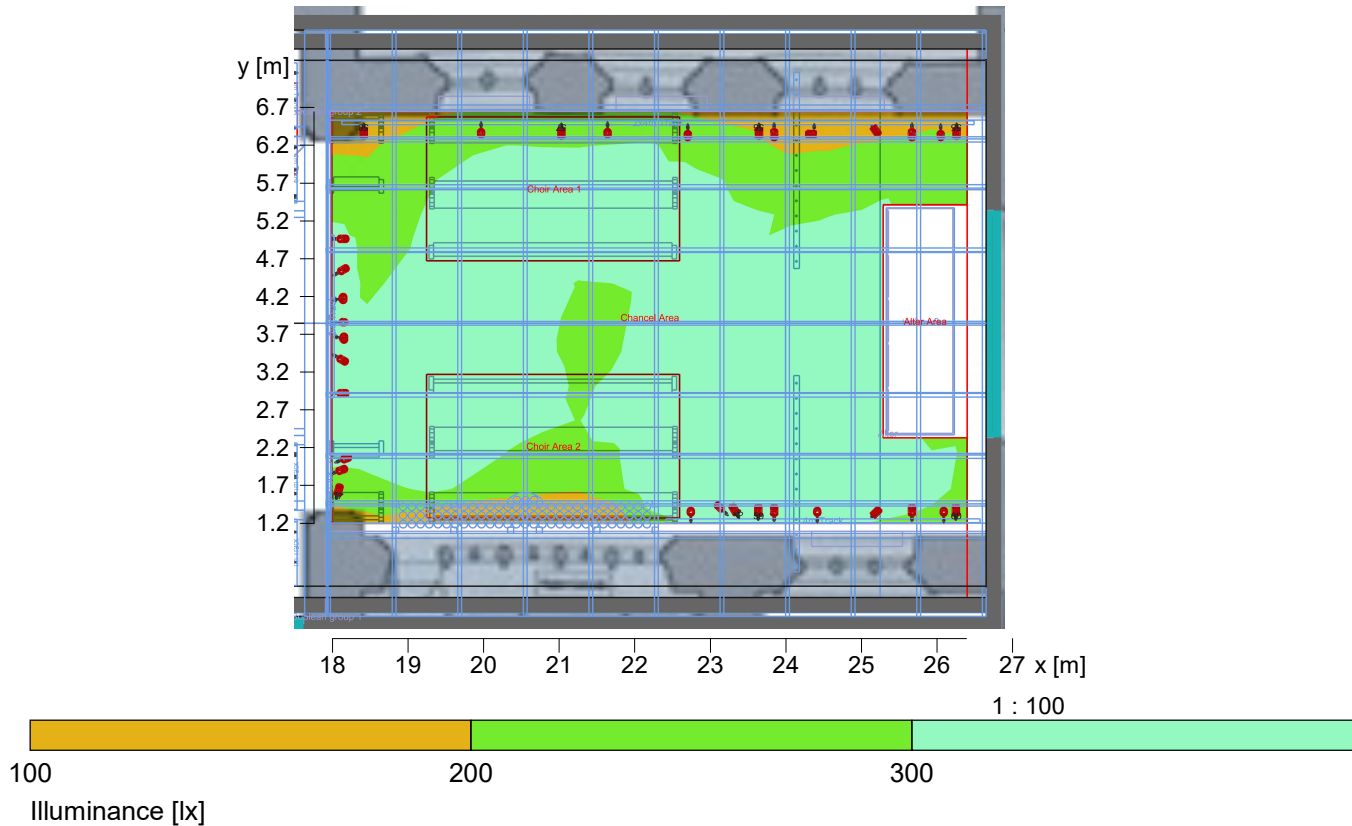 y [m]
6.7
6.2
5.7
5.2
4.7
4.2
3.7
3.2
2.7
2.2
1.7
1.2
Choir Area 1
Chancel Area
Alter Area
Choir Area 2
18 19 20 21 22 23 24 25 26 27 x [m]
1 : 100
100 200 300
Illuminance [lx]